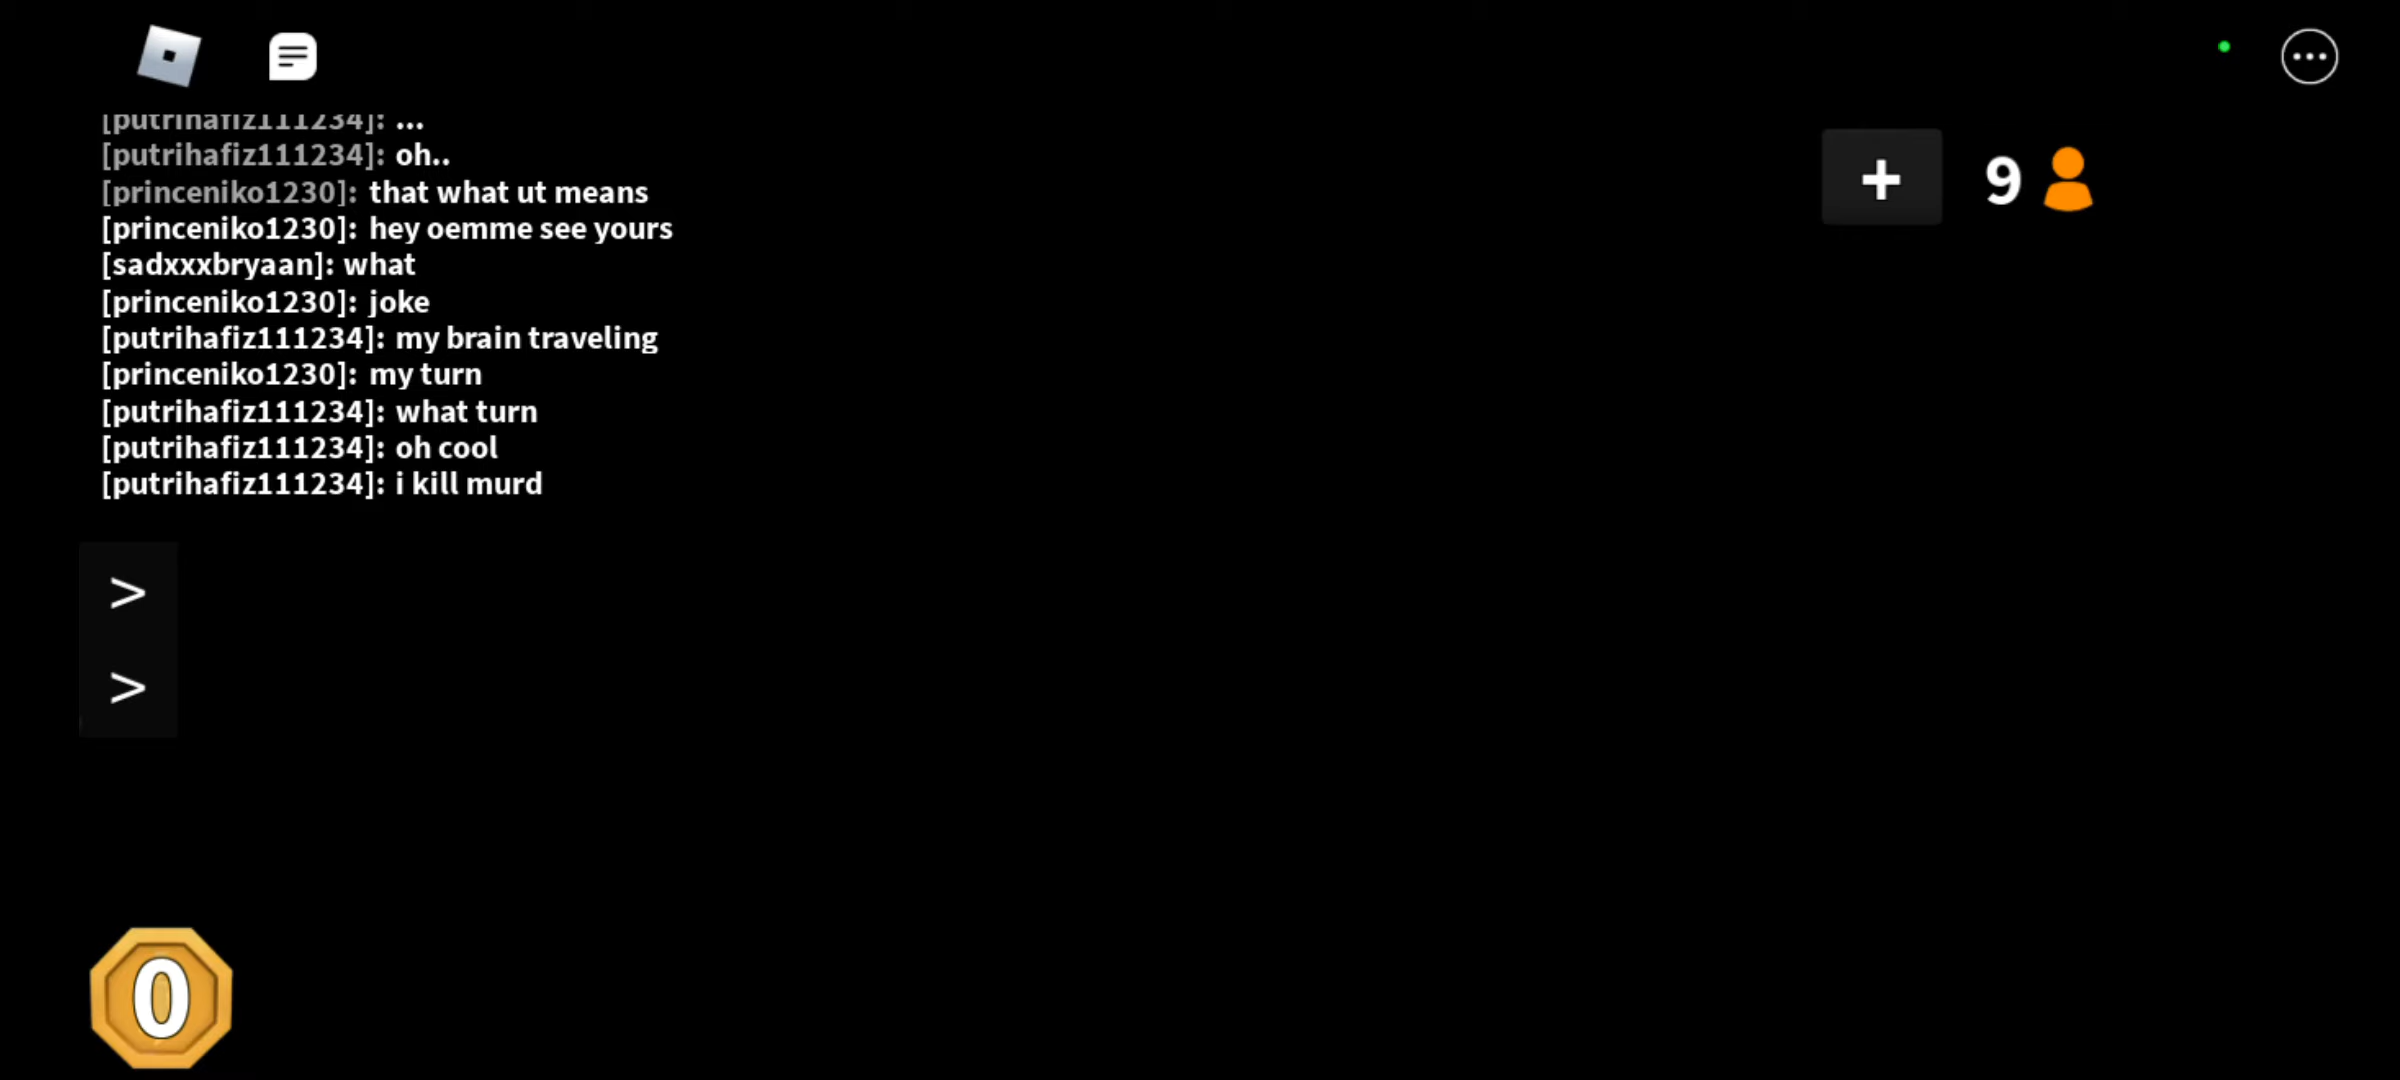 [putrihafiz111234]: ...
[putrihafiz111234]: oh..
[princeniko1230]: that what ut means
[princeniko1230]: hey oemme see yours
[sadxxxbryaan]: what
[princeniko1230]: joke
[putrihafiz111234]: my brain traveling
[princeniko1230]: my turn
[putrihafiz111234]: what turn
[putrihafiz111234]: oh cool
[putrihafiz111234]: i kill murd
+ 9
>
>
0